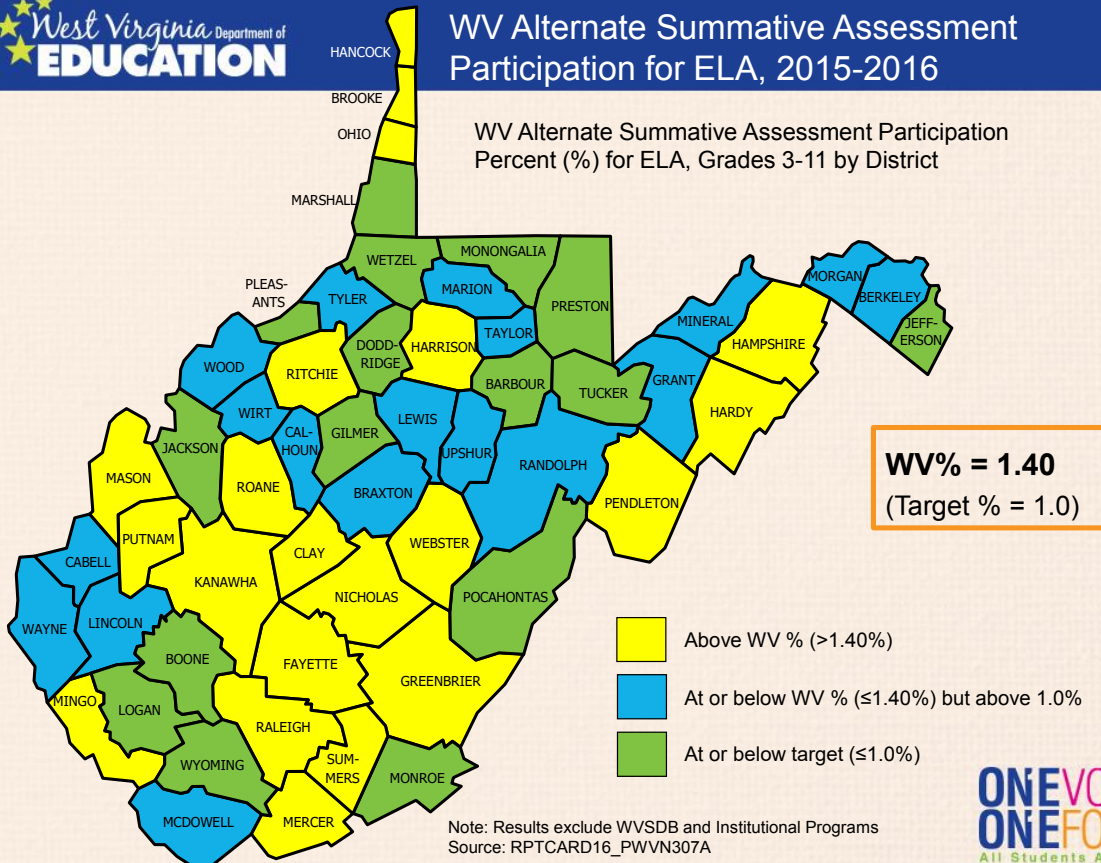 West Virginia Department of
EDUCATION
WV Alternate Summative Assessment
Participation for ELA, 2015-2016
WV Alternate Summative Assessment Participation
Percent (%) for ELA, Grades 3-11 by District
HANCOCK
BROOKE
OHIO
MARSHALL
WETZEL
MONONGALIA
PLEAS-
ANTS
TYLER
MARION
PRESTON
MORGAN
BERKELEY
JEFF-
ERSON
MINERAL
HAMPSHIRE
WOOD
RITCHIE
DODD-
RIDGE
HARRISON
TAYLOR
BARBOUR
TUCKER
GRANT
HARDY
WIRT
CAL-
HOUN
GILMER
LEWIS
UPSHUR
RANDOLPH
JACKSON
MASON
ROANE
BRAXTON
PENDLETON
WV% = 1.40
(Target % = 1.0)
PUTNAM
CLAY
WEBSTER
CABELL
KANAWHA
NICHOLAS
POCAHONTAS
WAYNE
LINCOLN
BOONE
FAYETTE
GREENBRIER
MINGO
LOGAN
RALEIGH
WYOMING
SUM-
MERS
MONROE
MCDOWELL
MERCER
Above WV % (>1.40%)
At or below WV % (≤1.40%) but above 1.0%
At or below target (≤1.0%)
Note: Results exclude WVSDB and Institutional Programs
Source: RPTCARD16_PWVN307A
ONEVO
ONEFO
All Students A